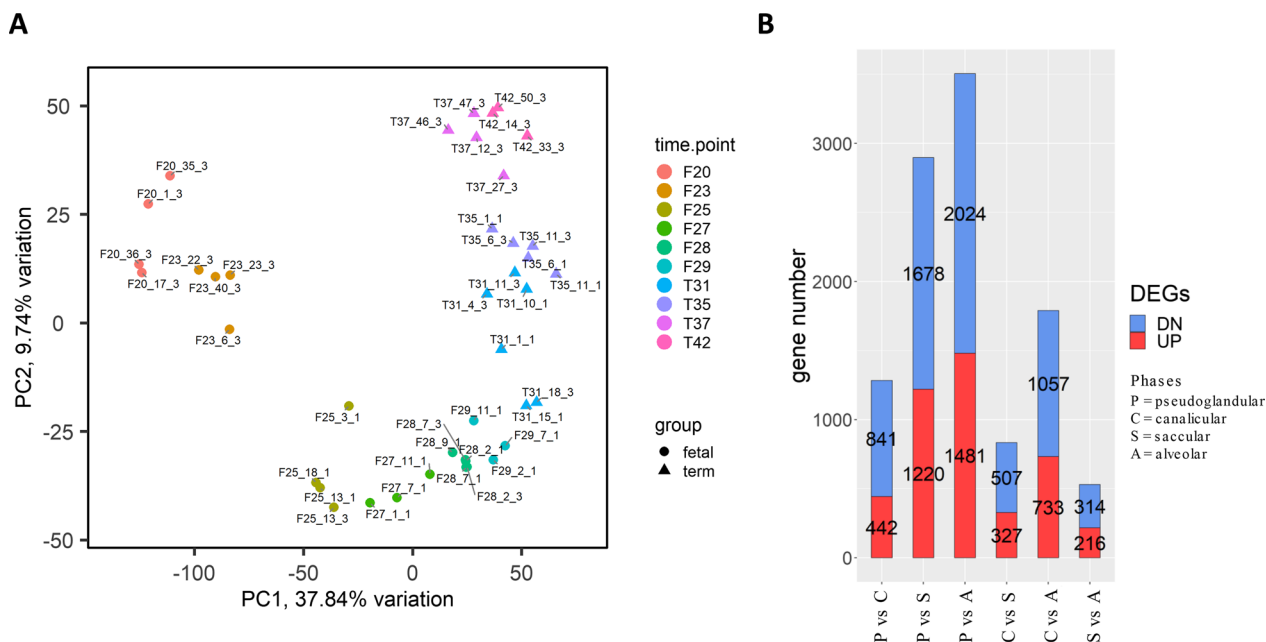 A
B
50
25
0
-25
-50
-100
-50
0
50
PC1, 37.84% variation
PC2, 9.74% variation
T37_47_3
T42_50_3
T37_46_3
T42_14_3
T37_12_3
T42_33_3
T37_27_3
F20_35_3
F20_1_3
F20_36_3
F20_17_3
F23_22_3
F23_23_3
F23_40_3
F23_6_3
T35_1_1
T35_6_3
T35_11_3
T35_6_1
T35_11_1
T31_11_3
T31_4_3
T31_10_1
T31_1_1
T31_18_3
T31_15_1
F25_3_1
F29_11_1
F28_7_3
F28_9_1
F28_2_1
F29_7_1
F25_18_1
F27_11_1
F29_2_1
F25_13_1
F27_7_1
F28_7_1
F28_2_3
F25_13_3
F27_1_1
time.point
F20
F23
F25
F27
F28
F29
T31
T35
T37
T42
group
fetal
term
gene number
3000
2000
1000
0
841
442
1678
1220
2024
1481
507
327
1057
733
314
216
P vs C
P vs S
P vs A
C vs S
C vs A
S vs A
DEGs
DN
UP
Phases
P = pseudoglandular
C = canalicular
S = saccular
A = alveolar